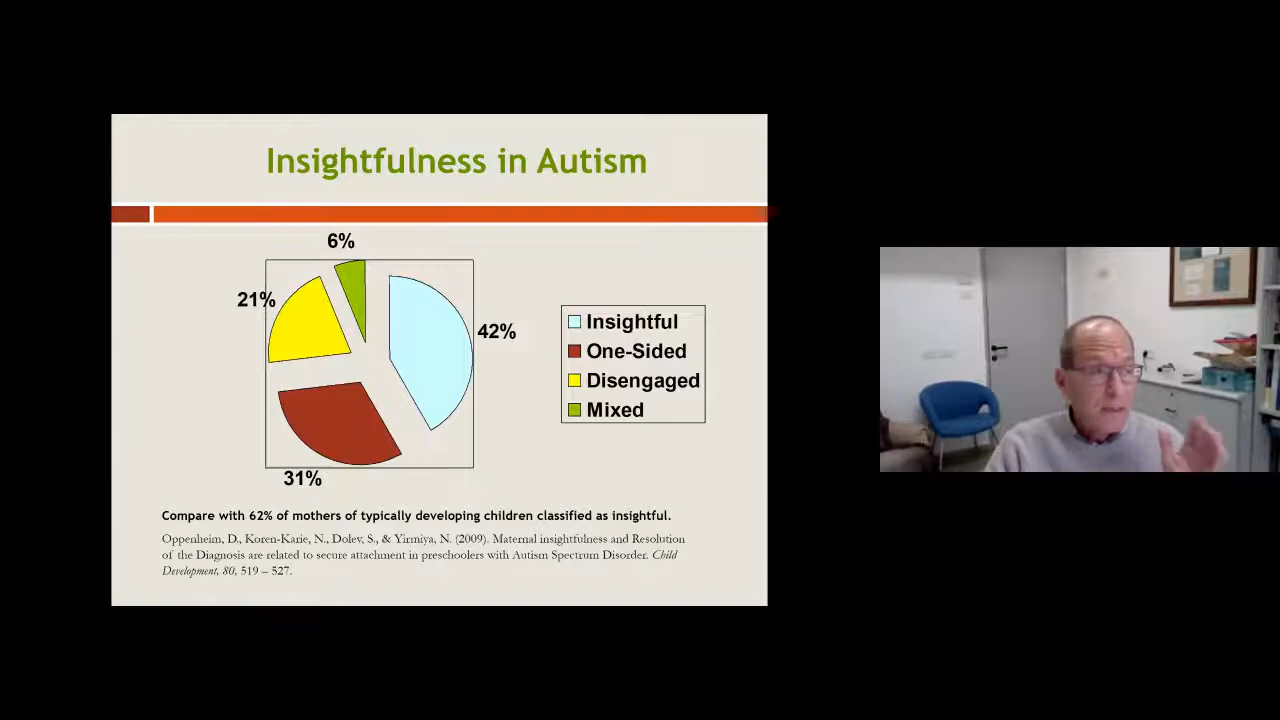 Insightfulness in Autism
6%
21%
42%
31%
Insightful
One-Sided
Disengaged
Mixed
Compare with 62% of mothers of typically developing children classified as insightful.
Oppenheim, D., Koren-Karie, N., Dolev, S., & Yirmiya, N. (2009). Maternal insightfulness and Resolution
of the Diagnosis are related to secure attachment in preschoolers with Autism Spectrum Disorder. Child
Development, 80, 519 – 527.